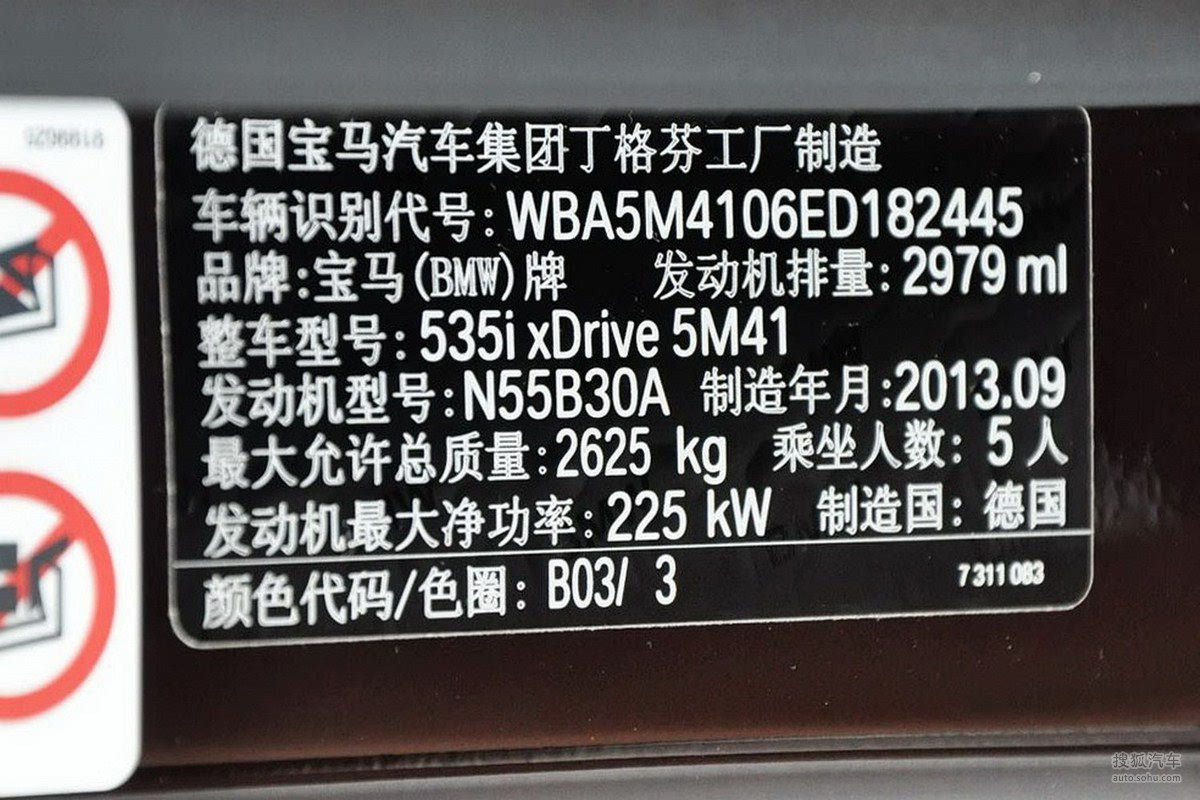 9199625
德国宝马汽车集团丁格芬工厂制造
车辆识别代号:WBA5M4106ED182445
品牌:宝马(BMW)牌 发动机排量:2979 ml
整车型号:535i xDrive 5M41
发动机型号:N55B30A 制造年月:2013.09
最大允许总质量:2625 kg 乘坐人数: 5 人
发动机最大净功率:225 kW 制造国: 德国
颜色代码/色圈: B03/ 3
7 311 083
搜狐汽车
auto.sohu.com